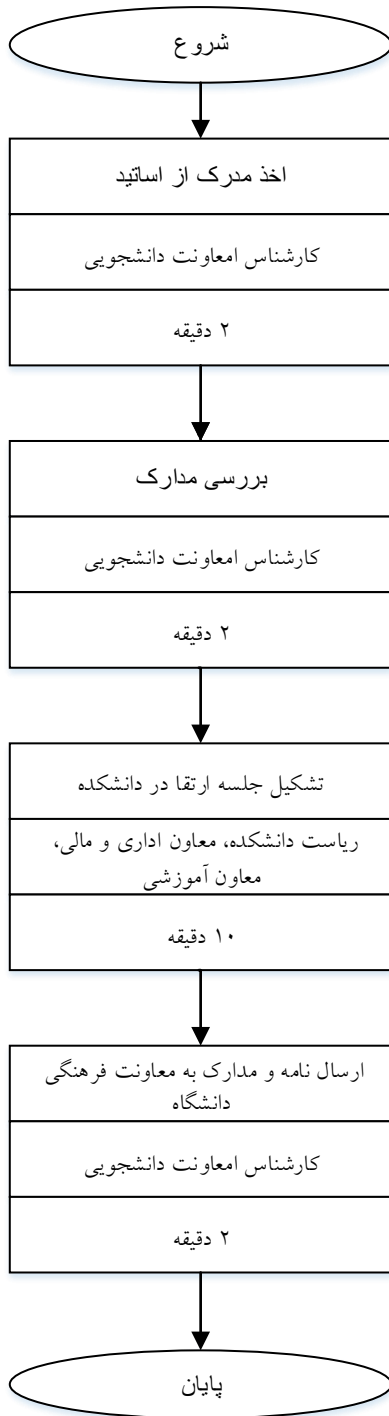 شروع
اخذ مدرک از اساتید
کارشناس امعاونت دانشجویی
۲ دقیقه
بررسی مدارک
کارشناس امعاونت دانشجویی
۲ دقیقه
تشکیل جلسه ارتقا در دانشکده
ریاست دانشکده، معاون اداری و مالی،
معاون آموزشی
۱۰ دقیقه
ارسال نامه و مدارک به معاونت فرهنگی
دانشگاه
کارشناس امعاونت دانشجویی
۲ دقیقه
پایان